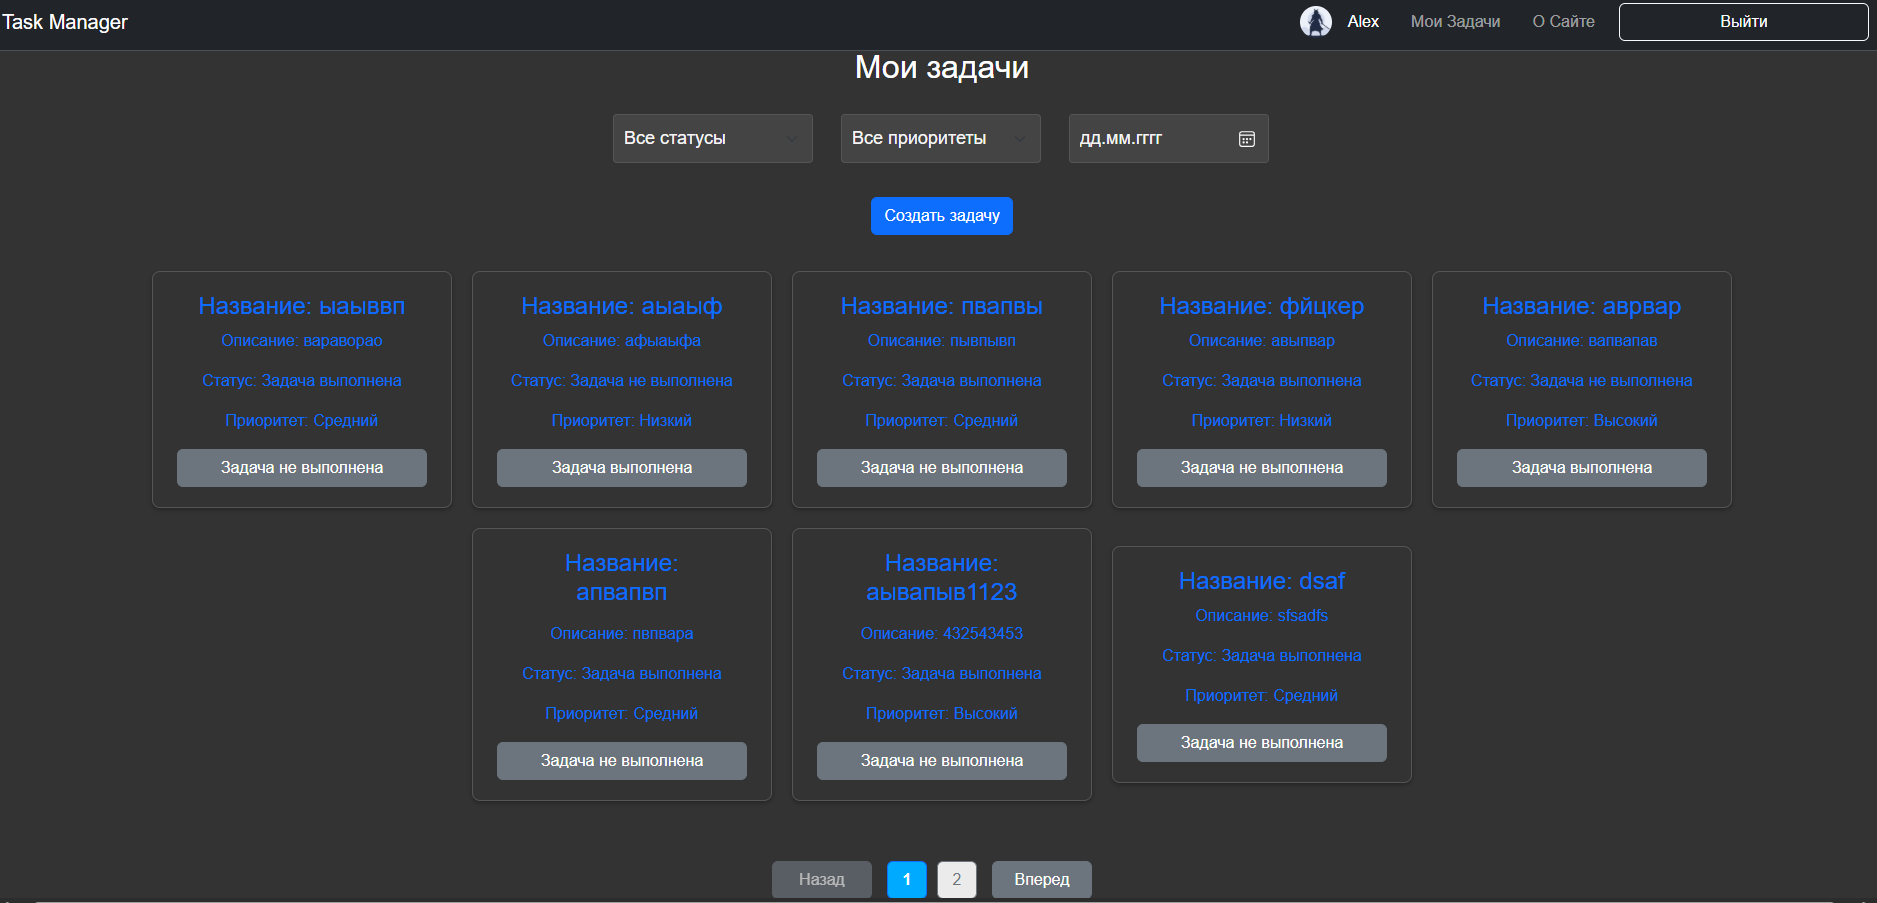 Task Manager
Alex
Мои Задачи
О Сайте
Выйти
Мои задачи
Все статусы
Все приоритеты
дд.мм.гггг
Создать задачу
Название: ыаыввп
Описание: вараворао
Статус: Задача выполнена
Приоритет: Средний
Задача не выполнена
Название: аыаыф
Описание: афыаыфа
Статус: Задача не выполнена
Приоритет: Низкий
Задача выполнена
Название: пвапвы
Описание: пывпывп
Статус: Задача выполнена
Приоритет: Средний
Задача не выполнена
Название: фйцкер
Описание: авыпвар
Статус: Задача выполнена
Приоритет: Низкий
Задача не выполнена
Название: аврвар
Описание: вапвапав
Статус: Задача не выполнена
Приоритет: Высокий
Задача выполнена
Название:
апвапвп
Описание: пвпвара
Статус: Задача выполнена
Приоритет: Средний
Задача не выполнена
Название:
аывапыв1123
Описание: 432543453
Статус: Задача выполнена
Приоритет: Высокий
Задача не выполнена
Название: dsaf
Описание: sfsadfs
Статус: Задача выполнена
Приоритет: Средний
Задача не выполнена
Назад
1
2
Вперед